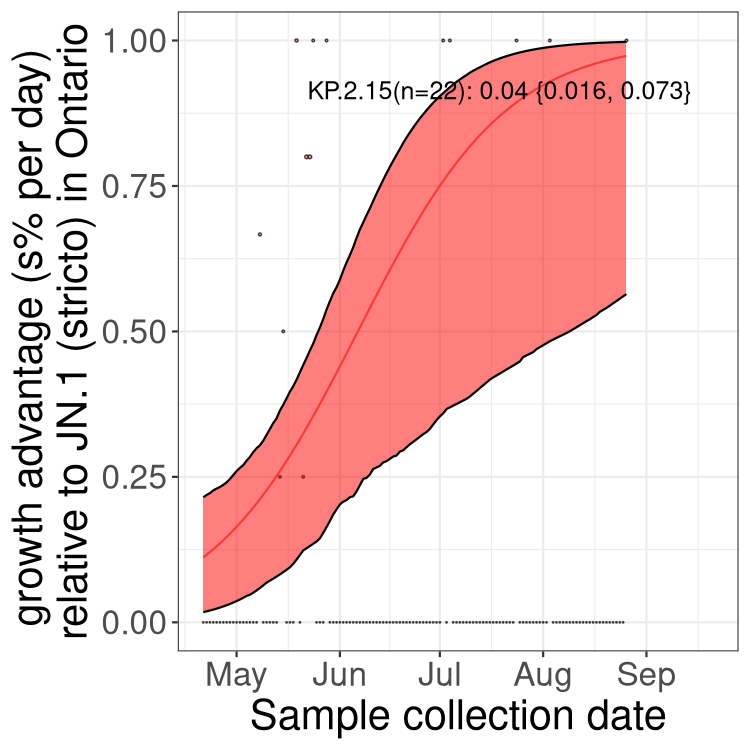 growth advantage (s% per day)
relative to JN.1 (stricto) in Ontario
1.00
0.75
0.50
0.25
0.00
KP.2.15(n=22): 0.04 {0.016, 0.073}
May Jun Jul Aug Sep
Sample collection date